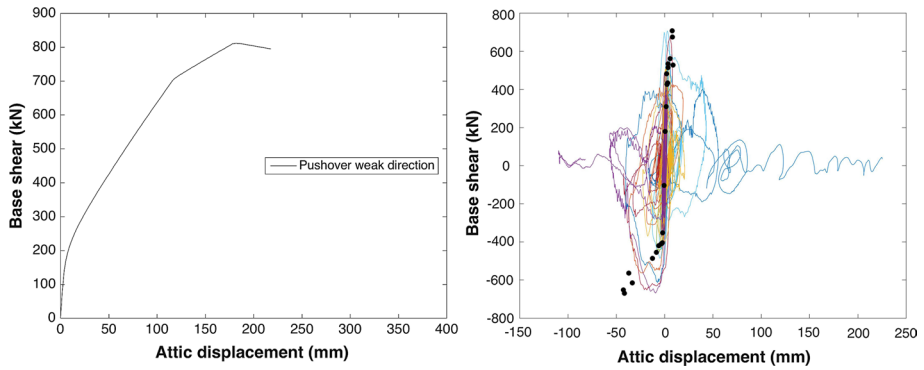 900
800
700
600
500
400
300
200
100
0
Base shear (kN)
Pushover weak direction
0 50 100 150 200 250 300 350 400
Attic displacement (mm)
800
600
400
200
0
-200
-400
-600
-800
Base shear (kN)
-150 -100 -50 0 50 100 150 200 250
Attic displacement (mm)